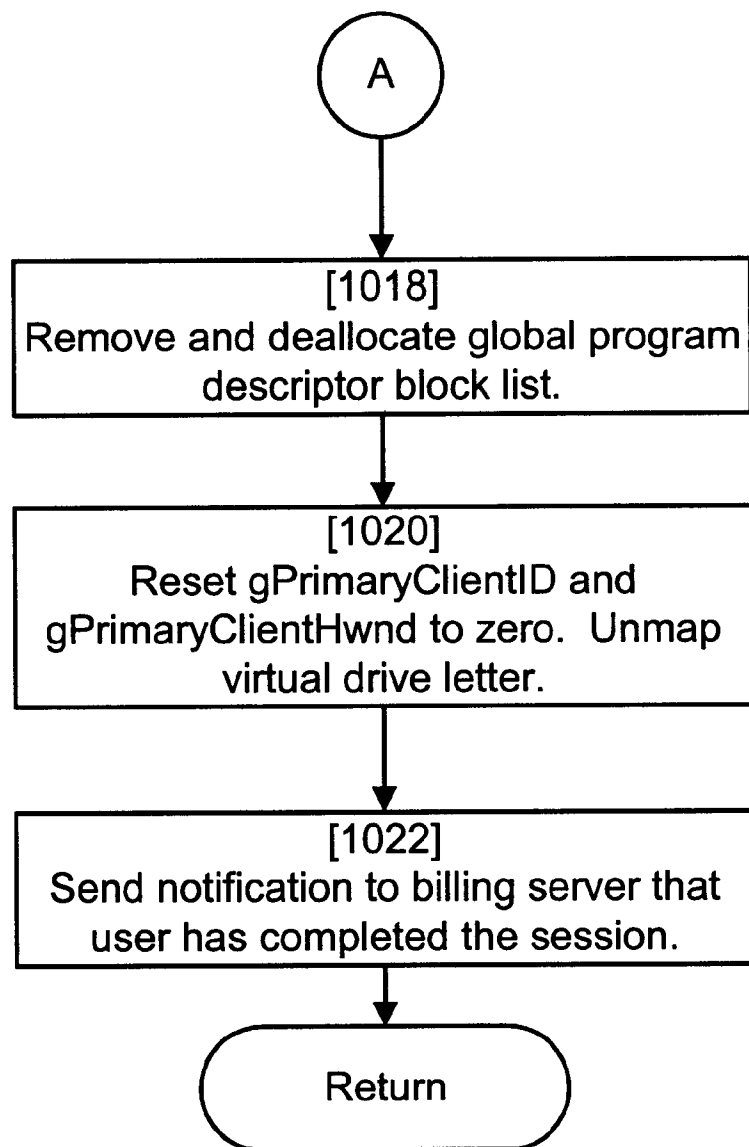 A
[1018]
Remove and deallocate global program
descriptor block list.
[1020]
Reset gPrimaryClientID and
gPrimaryClientHwnd to zero.  Unmap
virtual drive letter.
[1022]
Send notification to billing server that
user has completed the session.
Return